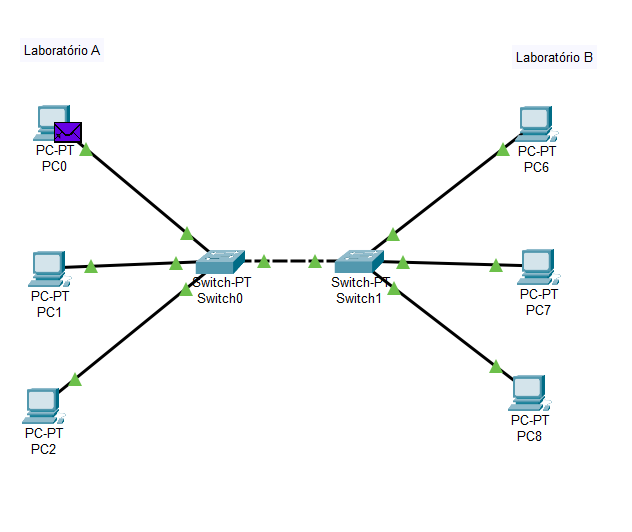 Laboratório A
Laboratório B
PC-PT
PC0
PC-PT
PC6
PC-PT
PC1
Switch-PT
Switch0
Switch-PT
Switch1
PC-PT
PC7
PC-PT
PC2
PC-PT
PC8